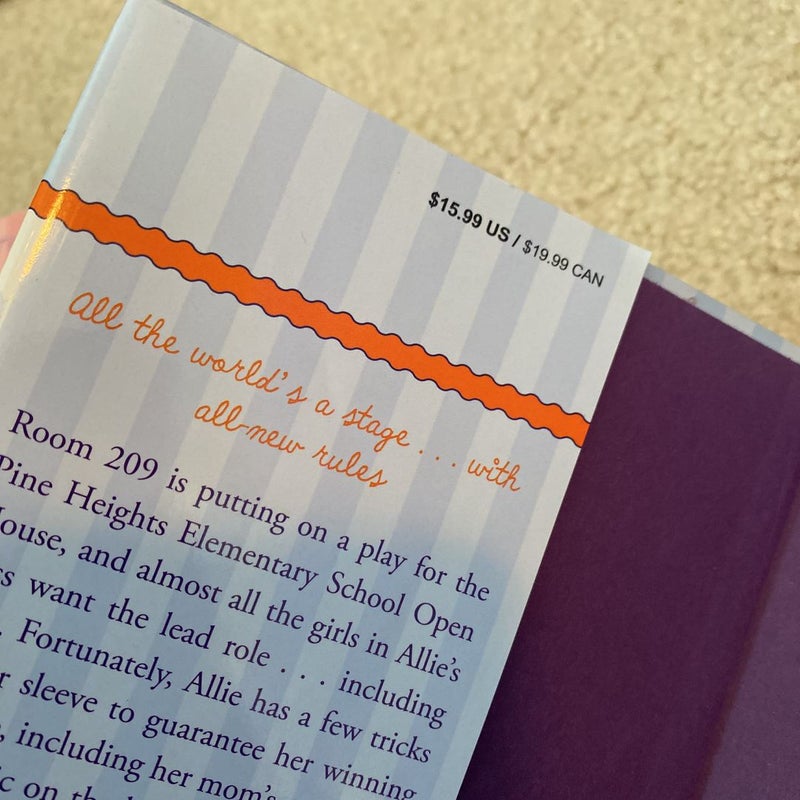 $15.99 US / $19.99 CAN
All the world's a stage . . . with
all-new rules
Room 209 is putting on a play for the
Pine Heights Elementary School Open
House, and almost all the girls in Allie's
want the lead role . . . including
Fortunately, Allie has a few tricks
sleeve to guarantee her winning
including her mom's
on the